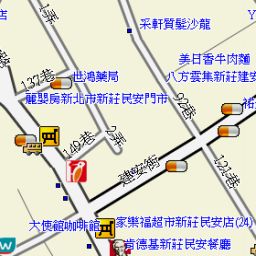 采軒質髮沙龍
美日香牛肉麵
八方雲集新莊建安
137巷
世鴻藥局
麗嬰房新北市新莊民安門市
2弄
92巷
149巷
建安街
121巷
大使館咖啡館
家樂福超市新莊民安店(24)
肯德基新莊民安餐廳
W